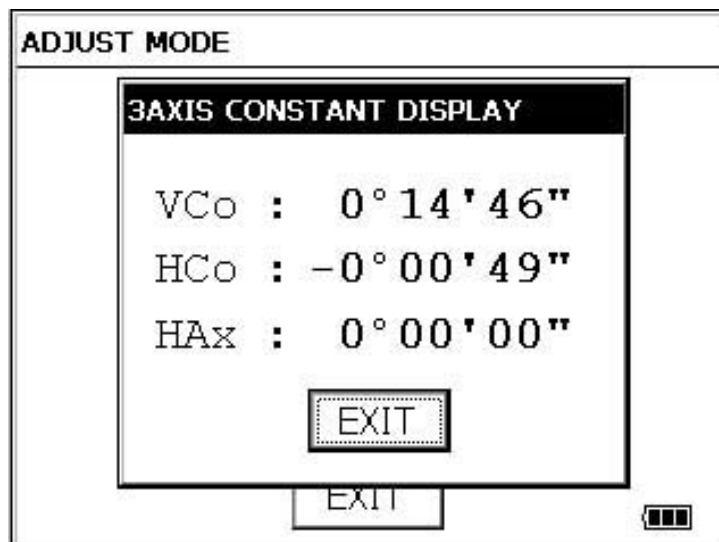 ADJUST MODE
3AXIS CONSTANT DISPLAY
VCo : 0°14'46"
HCo : -0°00'49"
HAx : 0°00'00"
EXIT
EXIT